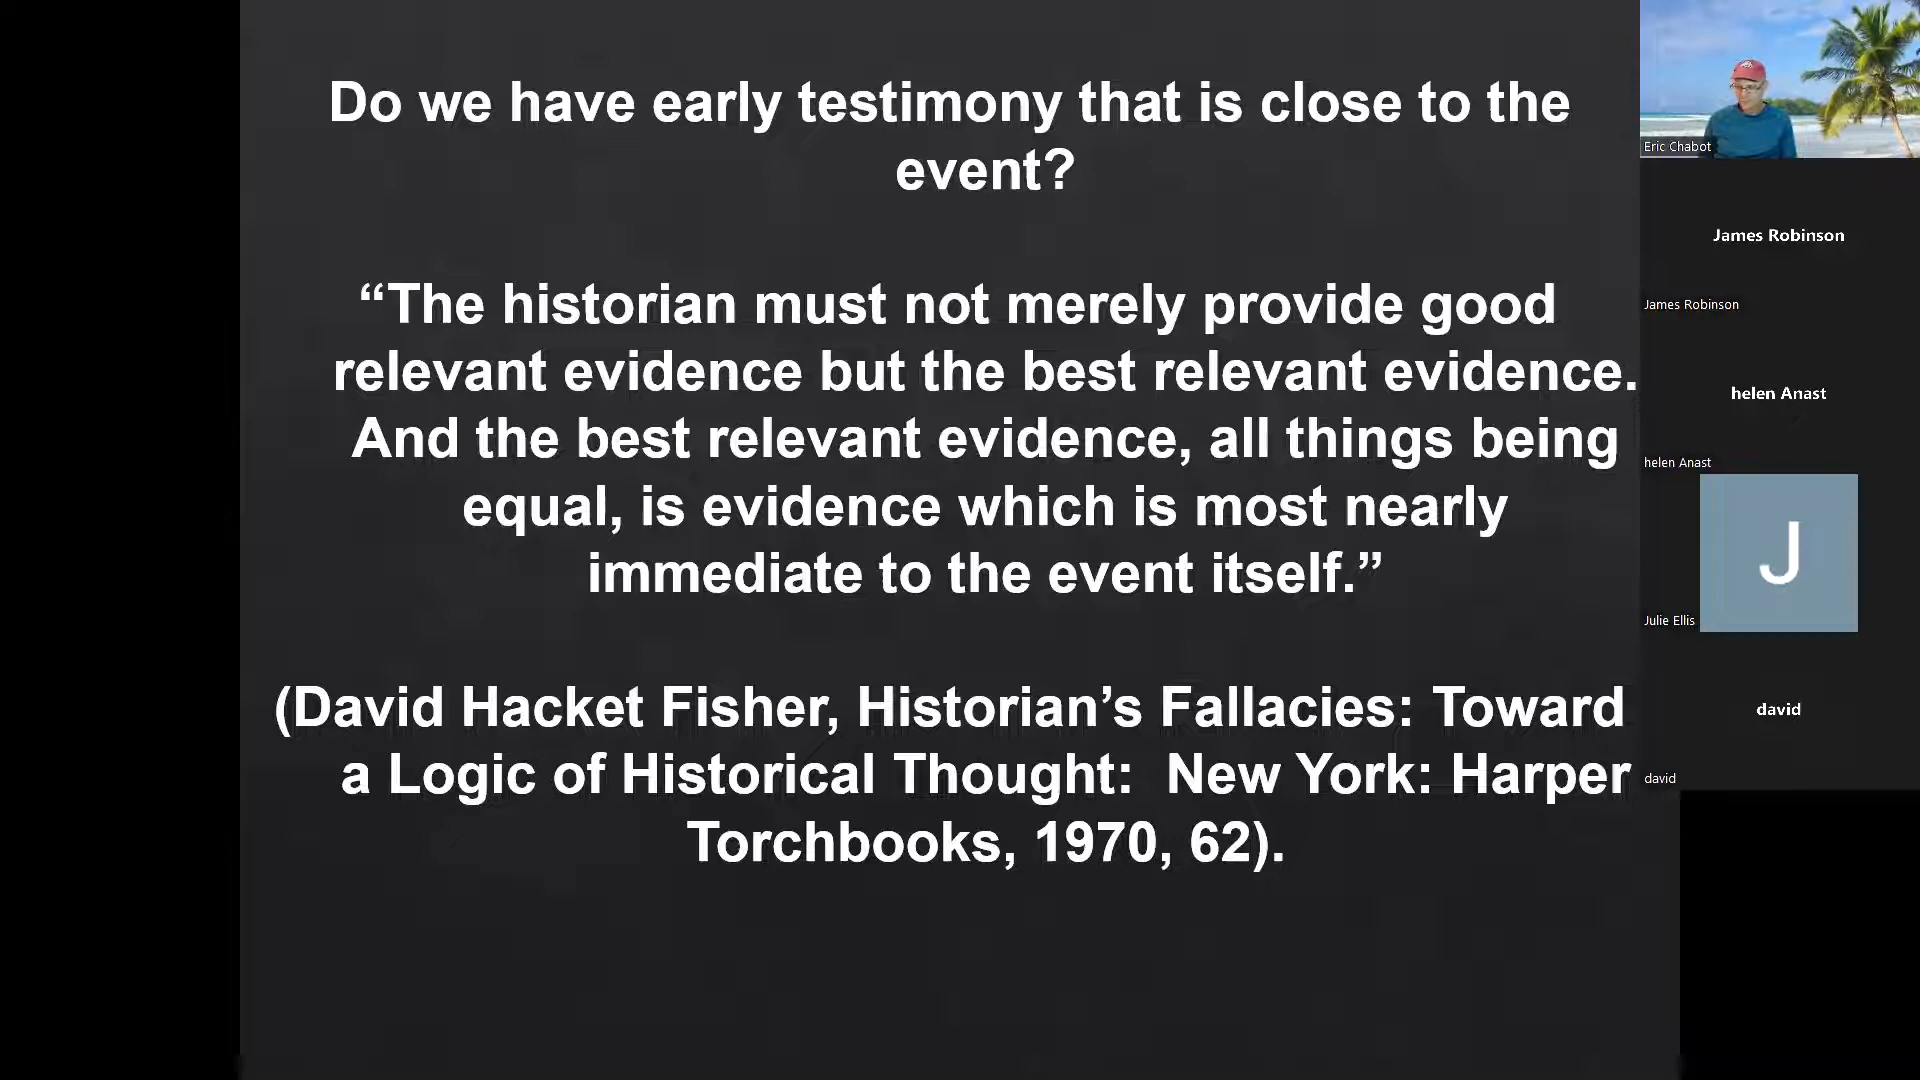 Do we have early testimony that is close to the
event?
“The historian must not merely provide good
relevant evidence but the best relevant evidence.
And the best relevant evidence, all things being
equal, is evidence which is most nearly
immediate to the event itself.”
(David Hacket Fisher, Historian’s Fallacies: Toward
a Logic of Historical Thought:  New York: Harper
Torchbooks, 1970, 62).
Eric Chabot
James Robinson
James Robinson
helen Anast
helen Anast
J
Julie Ellis
david
david